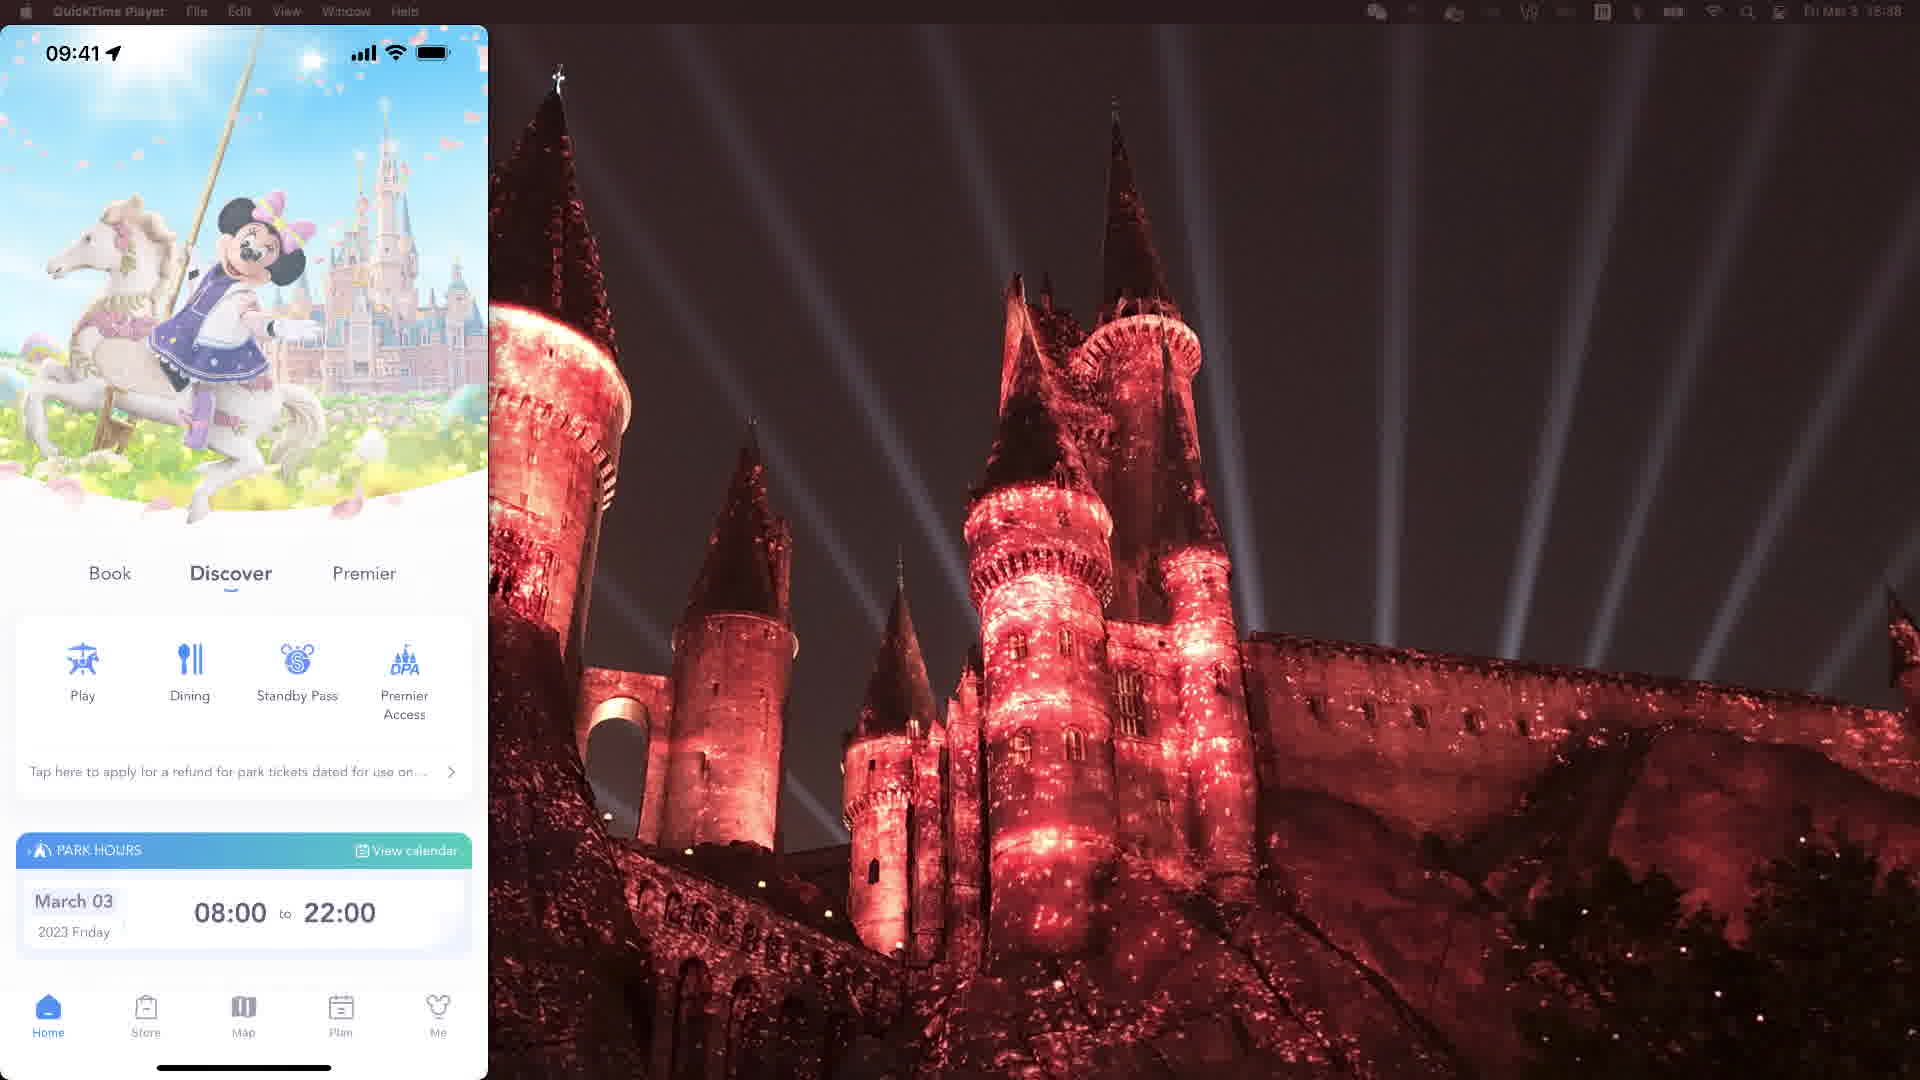 QuickTime Player File Edit View Window Help
Fri Mar 3
09:41
Book Discover Premier
Play Dining Standby Pass Premier Access
DPA
Tap here to apply for a refund for park tickets dated for use on...
PARK HOURS View calendar
March 03
2023 Friday
08:00 to 22:00
Home Store Map Plan Me